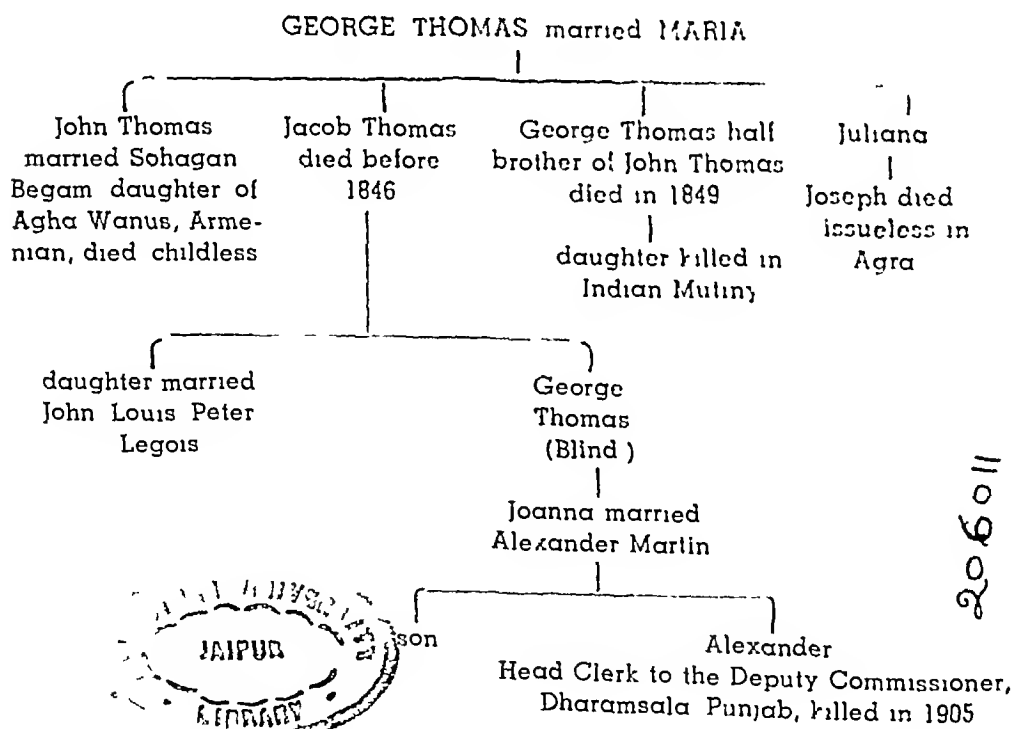 GEORGE THOMAS married MARIA
John Thomas
married Sohagan
Begam daughter of
Agha Wanus, Arme-
nian, died childless
Jacob Thomas
died before
1846
George Thomas half
brother of John Thomas
died in 1849
daughter killed in
Indian Mutiny
Juliana
Joseph died
issueless in
Agra
daughter married
John Louis Peter
Legois
George
Thomas
(Blind )
Joanna married
Alexander Martin
son
Alexander
Head Clerk to the Deputy Commissioner,
Dharamsala Punjab, killed in 1905
JAIPUR
LIBRARY
206011